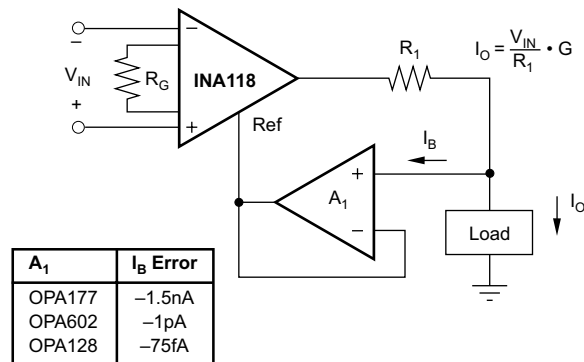 −
V_IN
+
R_G
−
INA118
+
Ref
R_1
I_O = V_IN / R_1 • G
I_B
+
A_1
−
I_O
Load
A_1 I_B Error
OPA177 –1.5nA
OPA602 –1pA
OPA128 –75fA